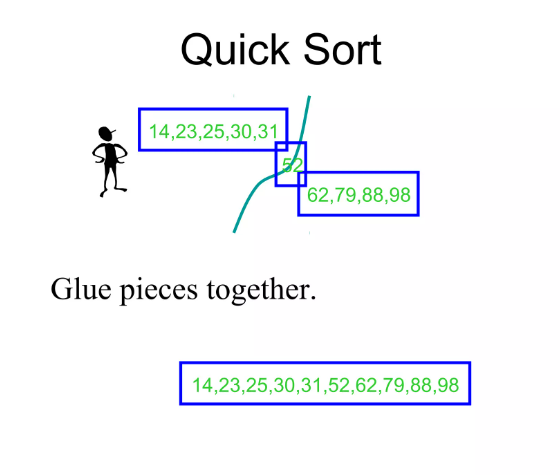 Quick Sort
14,23,25,30,31
52
62,79,88,98
Glue pieces together.
14,23,25,30,31,52,62,79,88,98